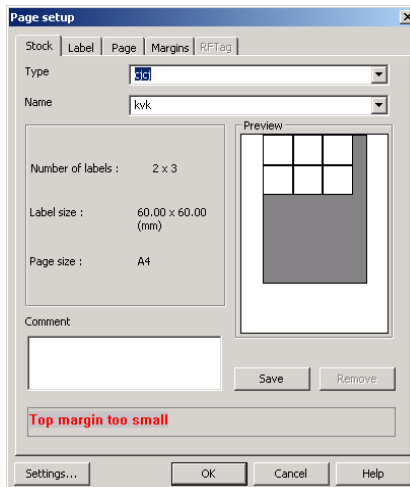 Page setup
Stock Label Page Margins RFTag
Type cjcj
Name kvk
Preview
Number of labels : 2 x 3
Label size : 60.00 x 60.00
(mm)
Page size : A4
Comment
Save Remove
Top margin too small
Settings... OK Cancel Help